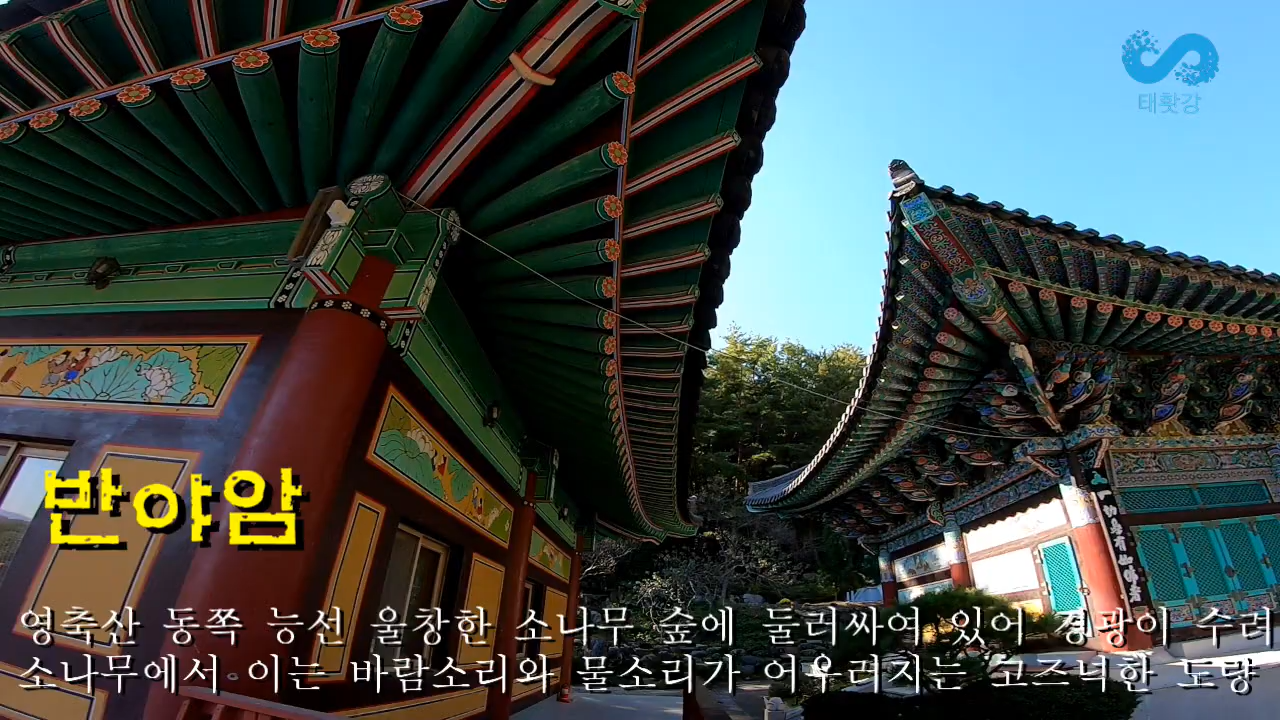 태홧강
반야암
영축산 동쪽 능선 울창한 소나무 숲에 둘러싸여 있어 경광이 수려
소나무에서 이는 바람소리와 물소리가 어우러지는 고즈넉한 도량